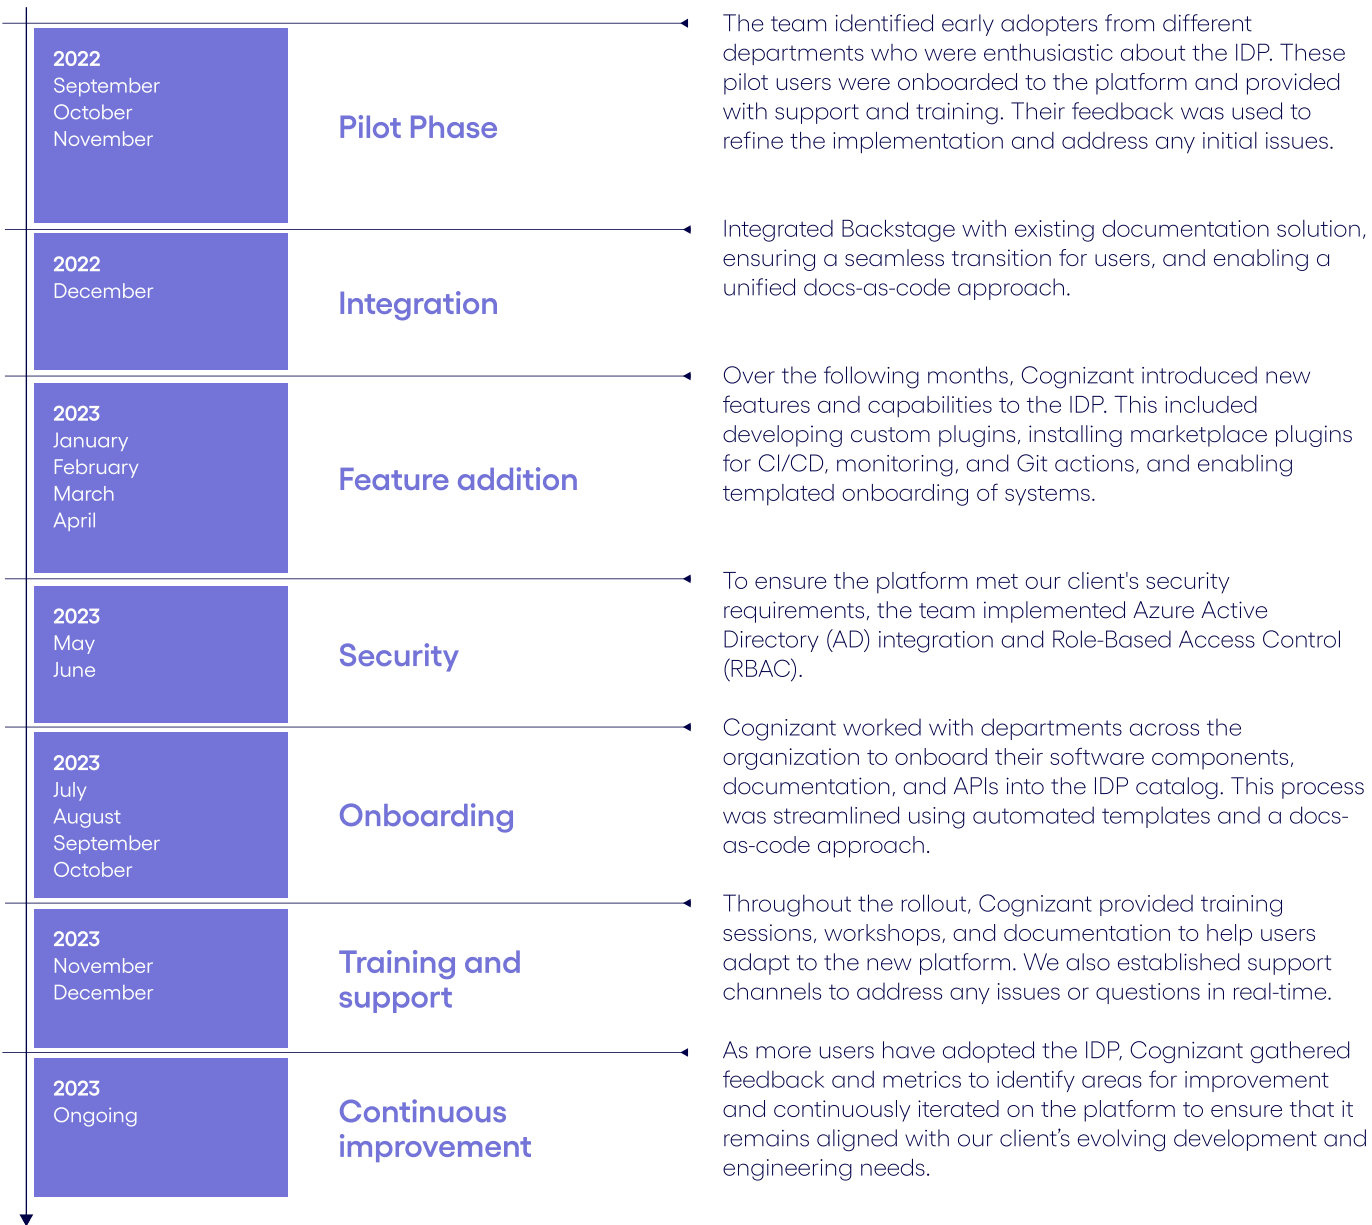 2022
September
October
November
Pilot Phase
The team identified early adopters from different
departments who were enthusiastic about the IDP. These
pilot users were onboarded to the platform and provided
with support and training. Their feedback was used to
refine the implementation and address any initial issues.
2022
December
Integration
Integrated Backstage with existing documentation solution,
ensuring a seamless transition for users, and enabling a
unified docs-as-code approach.
2023
January
February
March
April
Feature addition
Over the following months, Cognizant introduced new
features and capabilities to the IDP. This included
developing custom plugins, installing marketplace plugins
for CI/CD, monitoring, and Git actions, and enabling
templated onboarding of systems.
2023
May
June
Security
To ensure the platform met our client's security
requirements, the team implemented Azure Active
Directory (AD) integration and Role-Based Access Control
(RBAC).
2023
July
August
September
October
Onboarding
Cognizant worked with departments across the
organization to onboard their software components,
documentation, and APIs into the IDP catalog. This process
was streamlined using automated templates and a docs-
as-code approach.
2023
November
December
Training and
support
Throughout the rollout, Cognizant provided training
sessions, workshops, and documentation to help users
adapt to the new platform. We also established support
channels to address any issues or questions in real-time.
2023
Ongoing
Continuous
improvement
As more users have adopted the IDP, Cognizant gathered
feedback and metrics to identify areas for improvement
and continuously iterated on the platform to ensure that it
remains aligned with our client’s evolving development and
engineering needs.